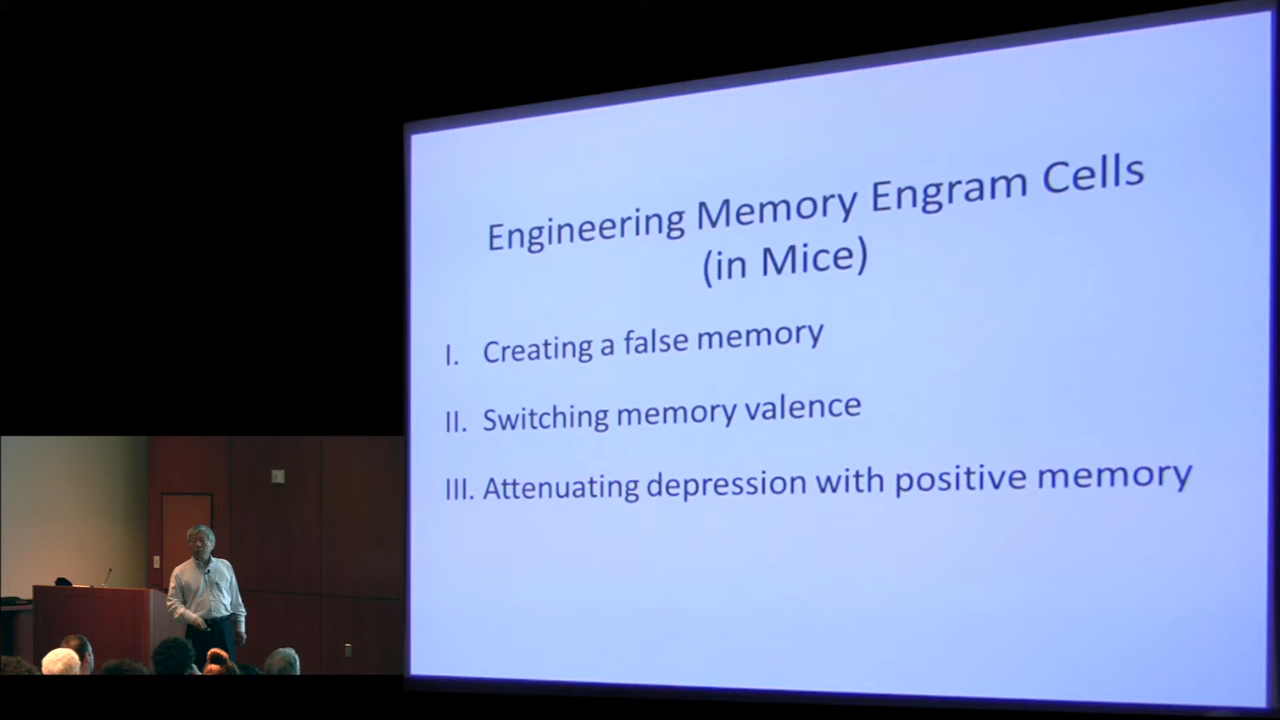 Engineering Memory Engram Cells
(in Mice)
I. Creating a false memory
II. Switching memory valence
III. Attenuating depression with positive memory